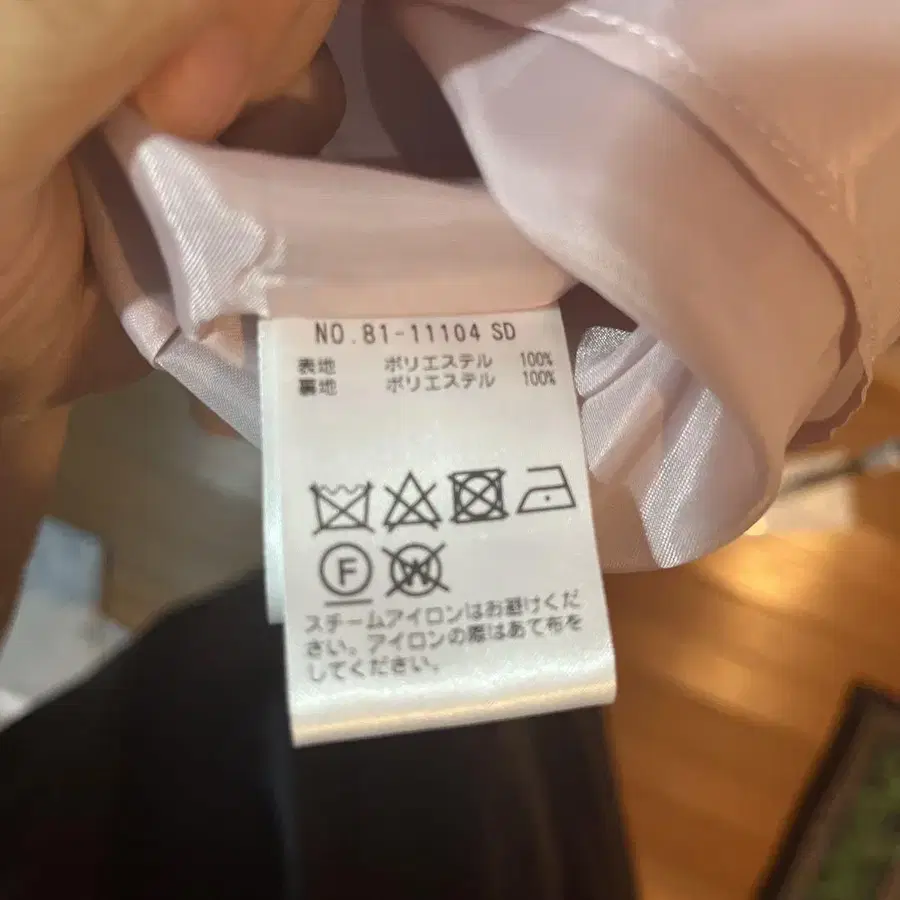 NO.81-11104 SD
表地 ポリエステル 100%
裏地 ポリエステル 100%
F W
スチームアイロンはお避けくだ
さい。アイロンの際はあて布を
してください。